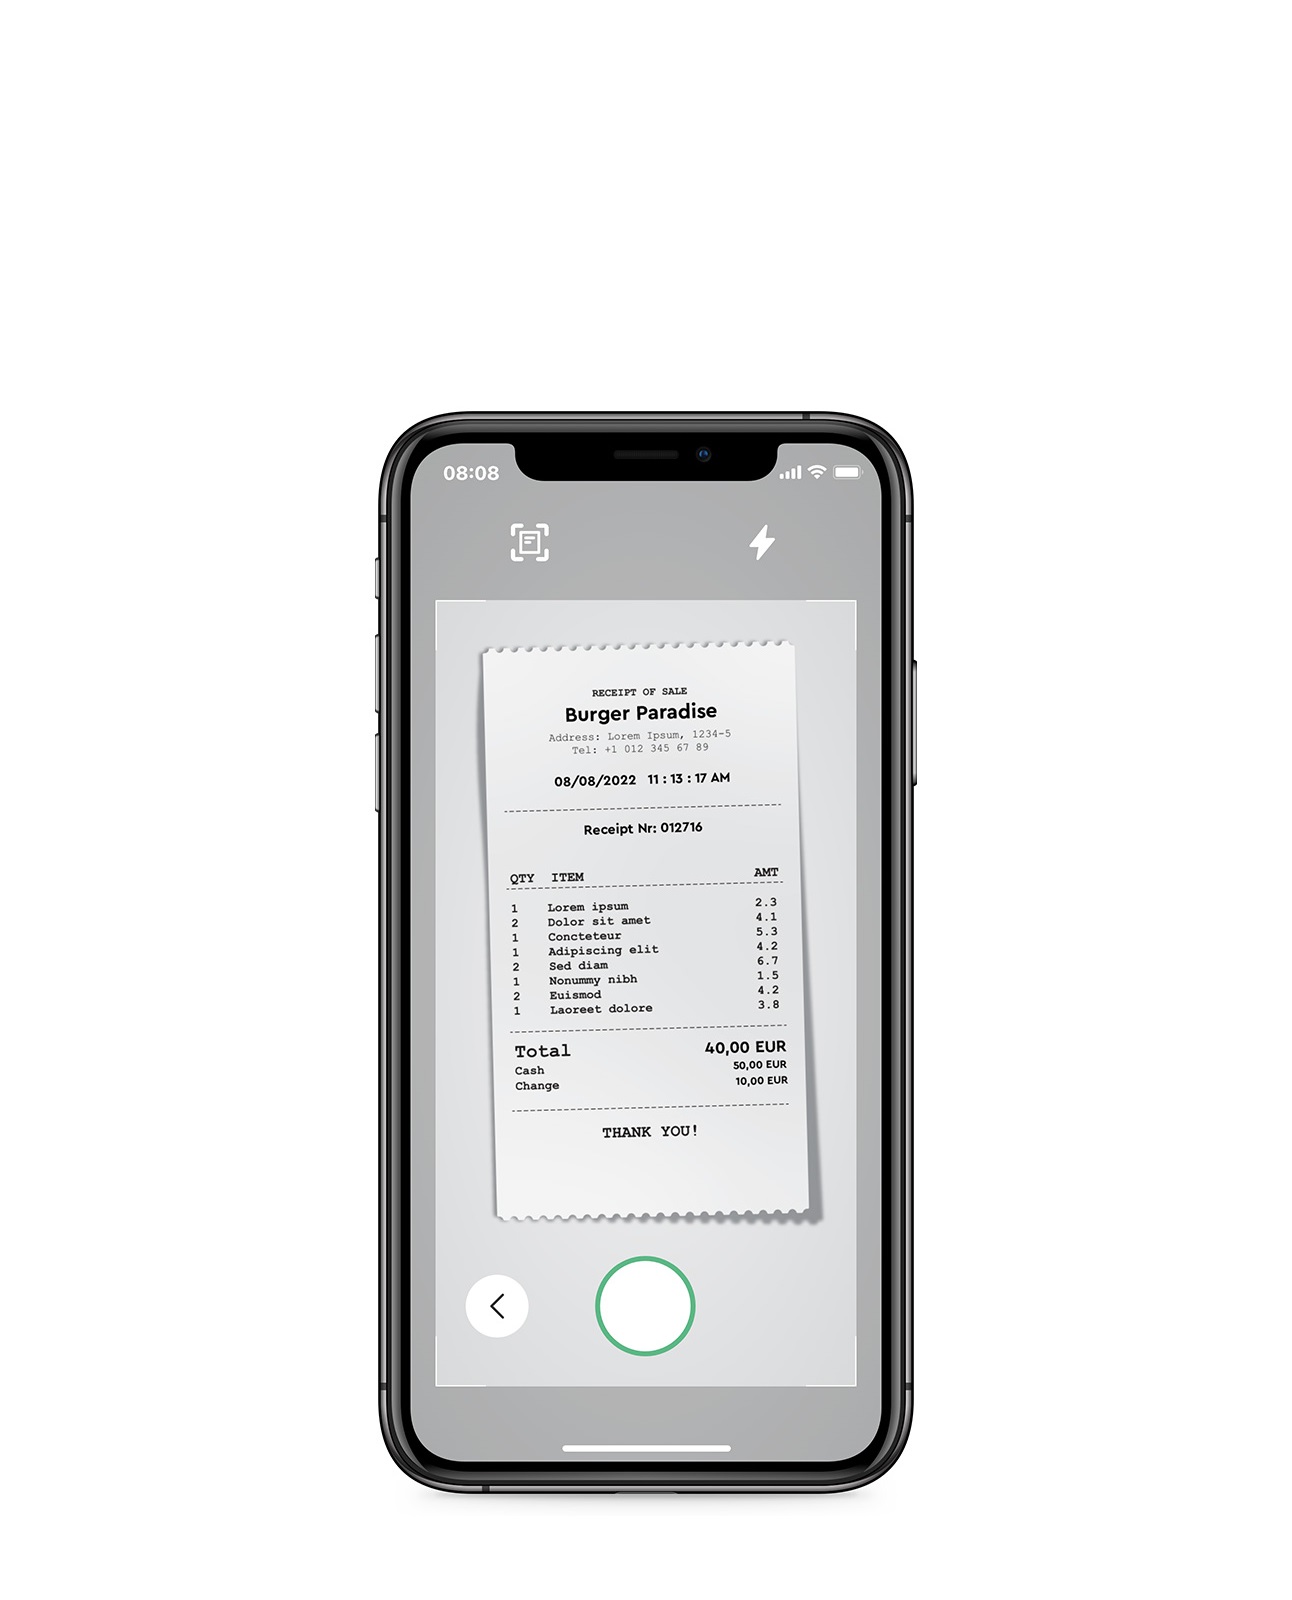 08:08
RECEIPT OF SALE
Burger Paradise
Address: Lorem Ipsum, 1234-5
Tel: +1 012 345 67 89
08/08/2022 11 : 13 : 17 AM
Receipt Nr: 012716
QTY ITEM AMT
1 Lorem ipsum 2.3
2 Dolor sit amet 4.1
1 Concteteur 5.3
1 Adipiscing elit 4.2
2 Sed diam 6.7
1 Nonummy nibh 1.5
2 Euismod 4.2
1 Laoreet dolore 3.8
Total 40,00 EUR
Cash 50,00 EUR
Change 10,00 EUR
THANK YOU!